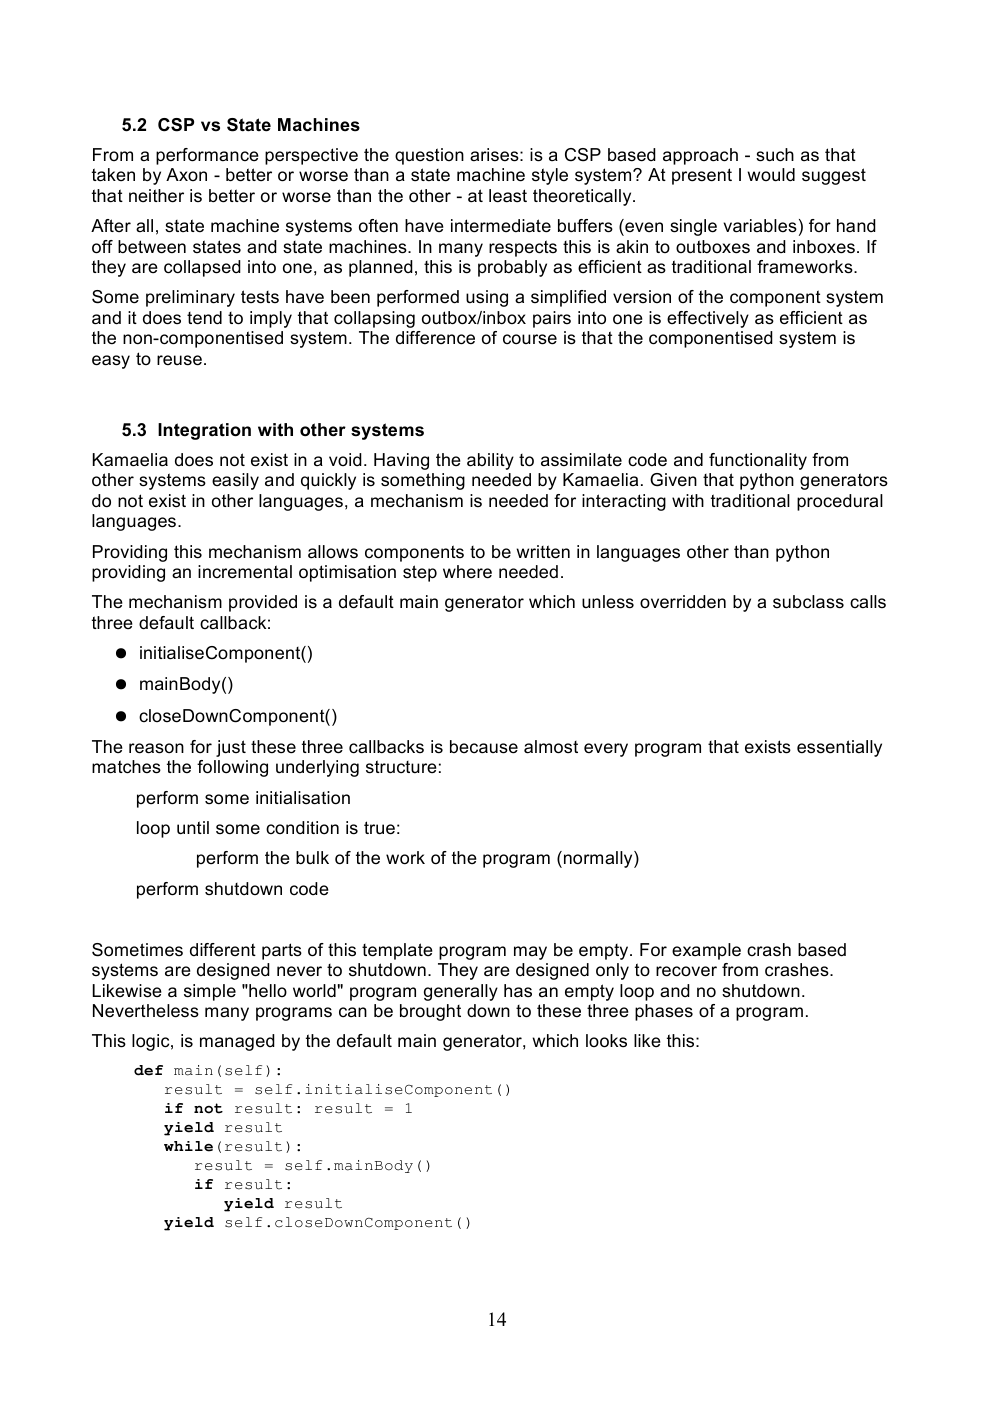 5.2 CSP vs State Machines
From a performance perspective the question arises: is a CSP based approach - such as that
taken by Axon - better or worse than a state machine style system? At present I would suggest
that neither is better or worse than the other - at least theoretically.
After all, state machine systems often have intermediate buffers (even single variables) for hand
off between states and state machines. In many respects this is akin to outboxes and inboxes. If
they are collapsed into one, as planned, this is probably as efficient as traditional frameworks.
Some preliminary tests have been performed using a simplified version of the component system
and it does tend to imply that collapsing outbox/inbox pairs into one is effectively as efficient as
the non-componentised system. The difference of course is that the componentised system is
easy to reuse.
5.3 Integration with other systems
Kamaelia does not exist in a void. Having the ability to assimilate code and functionality from
other systems easily and quickly is something needed by Kamaelia. Given that python generators
do not exist in other languages, a mechanism is needed for interacting with traditional procedural
languages.
Providing this mechanism allows components to be written in languages other than python
providing an incremental optimisation step where needed.
The mechanism provided is a default main generator which unless overridden by a subclass calls
three default callback:
● initialiseComponent()
● mainBody()
● closeDownComponent()
The reason for just these three callbacks is because almost every program that exists essentially
matches the following underlying structure:
perform some initialisation
loop until some condition is true:
perform the bulk of the work of the program (normally)
perform shutdown code
Sometimes different parts of this template program may be empty. For example crash based
systems are designed never to shutdown. They are designed only to recover from crashes.
Likewise a simple "hello world" program generally has an empty loop and no shutdown.
Nevertheless many programs can be brought down to these three phases of a program.
This logic, is managed by the default main generator, which looks like this:
def main(self):
result = self.initialiseComponent()
if not result: result = 1
yield result
while(result):
result = self.mainBody()
if result:
yield result
yield self.closeDownComponent()
14